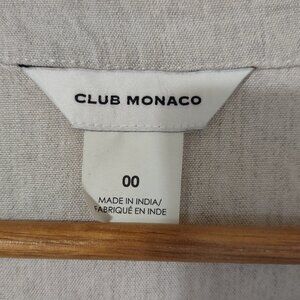 CLUB MONACO
00
MADE IN INDIA/
FABRIQUÉ EN INDE